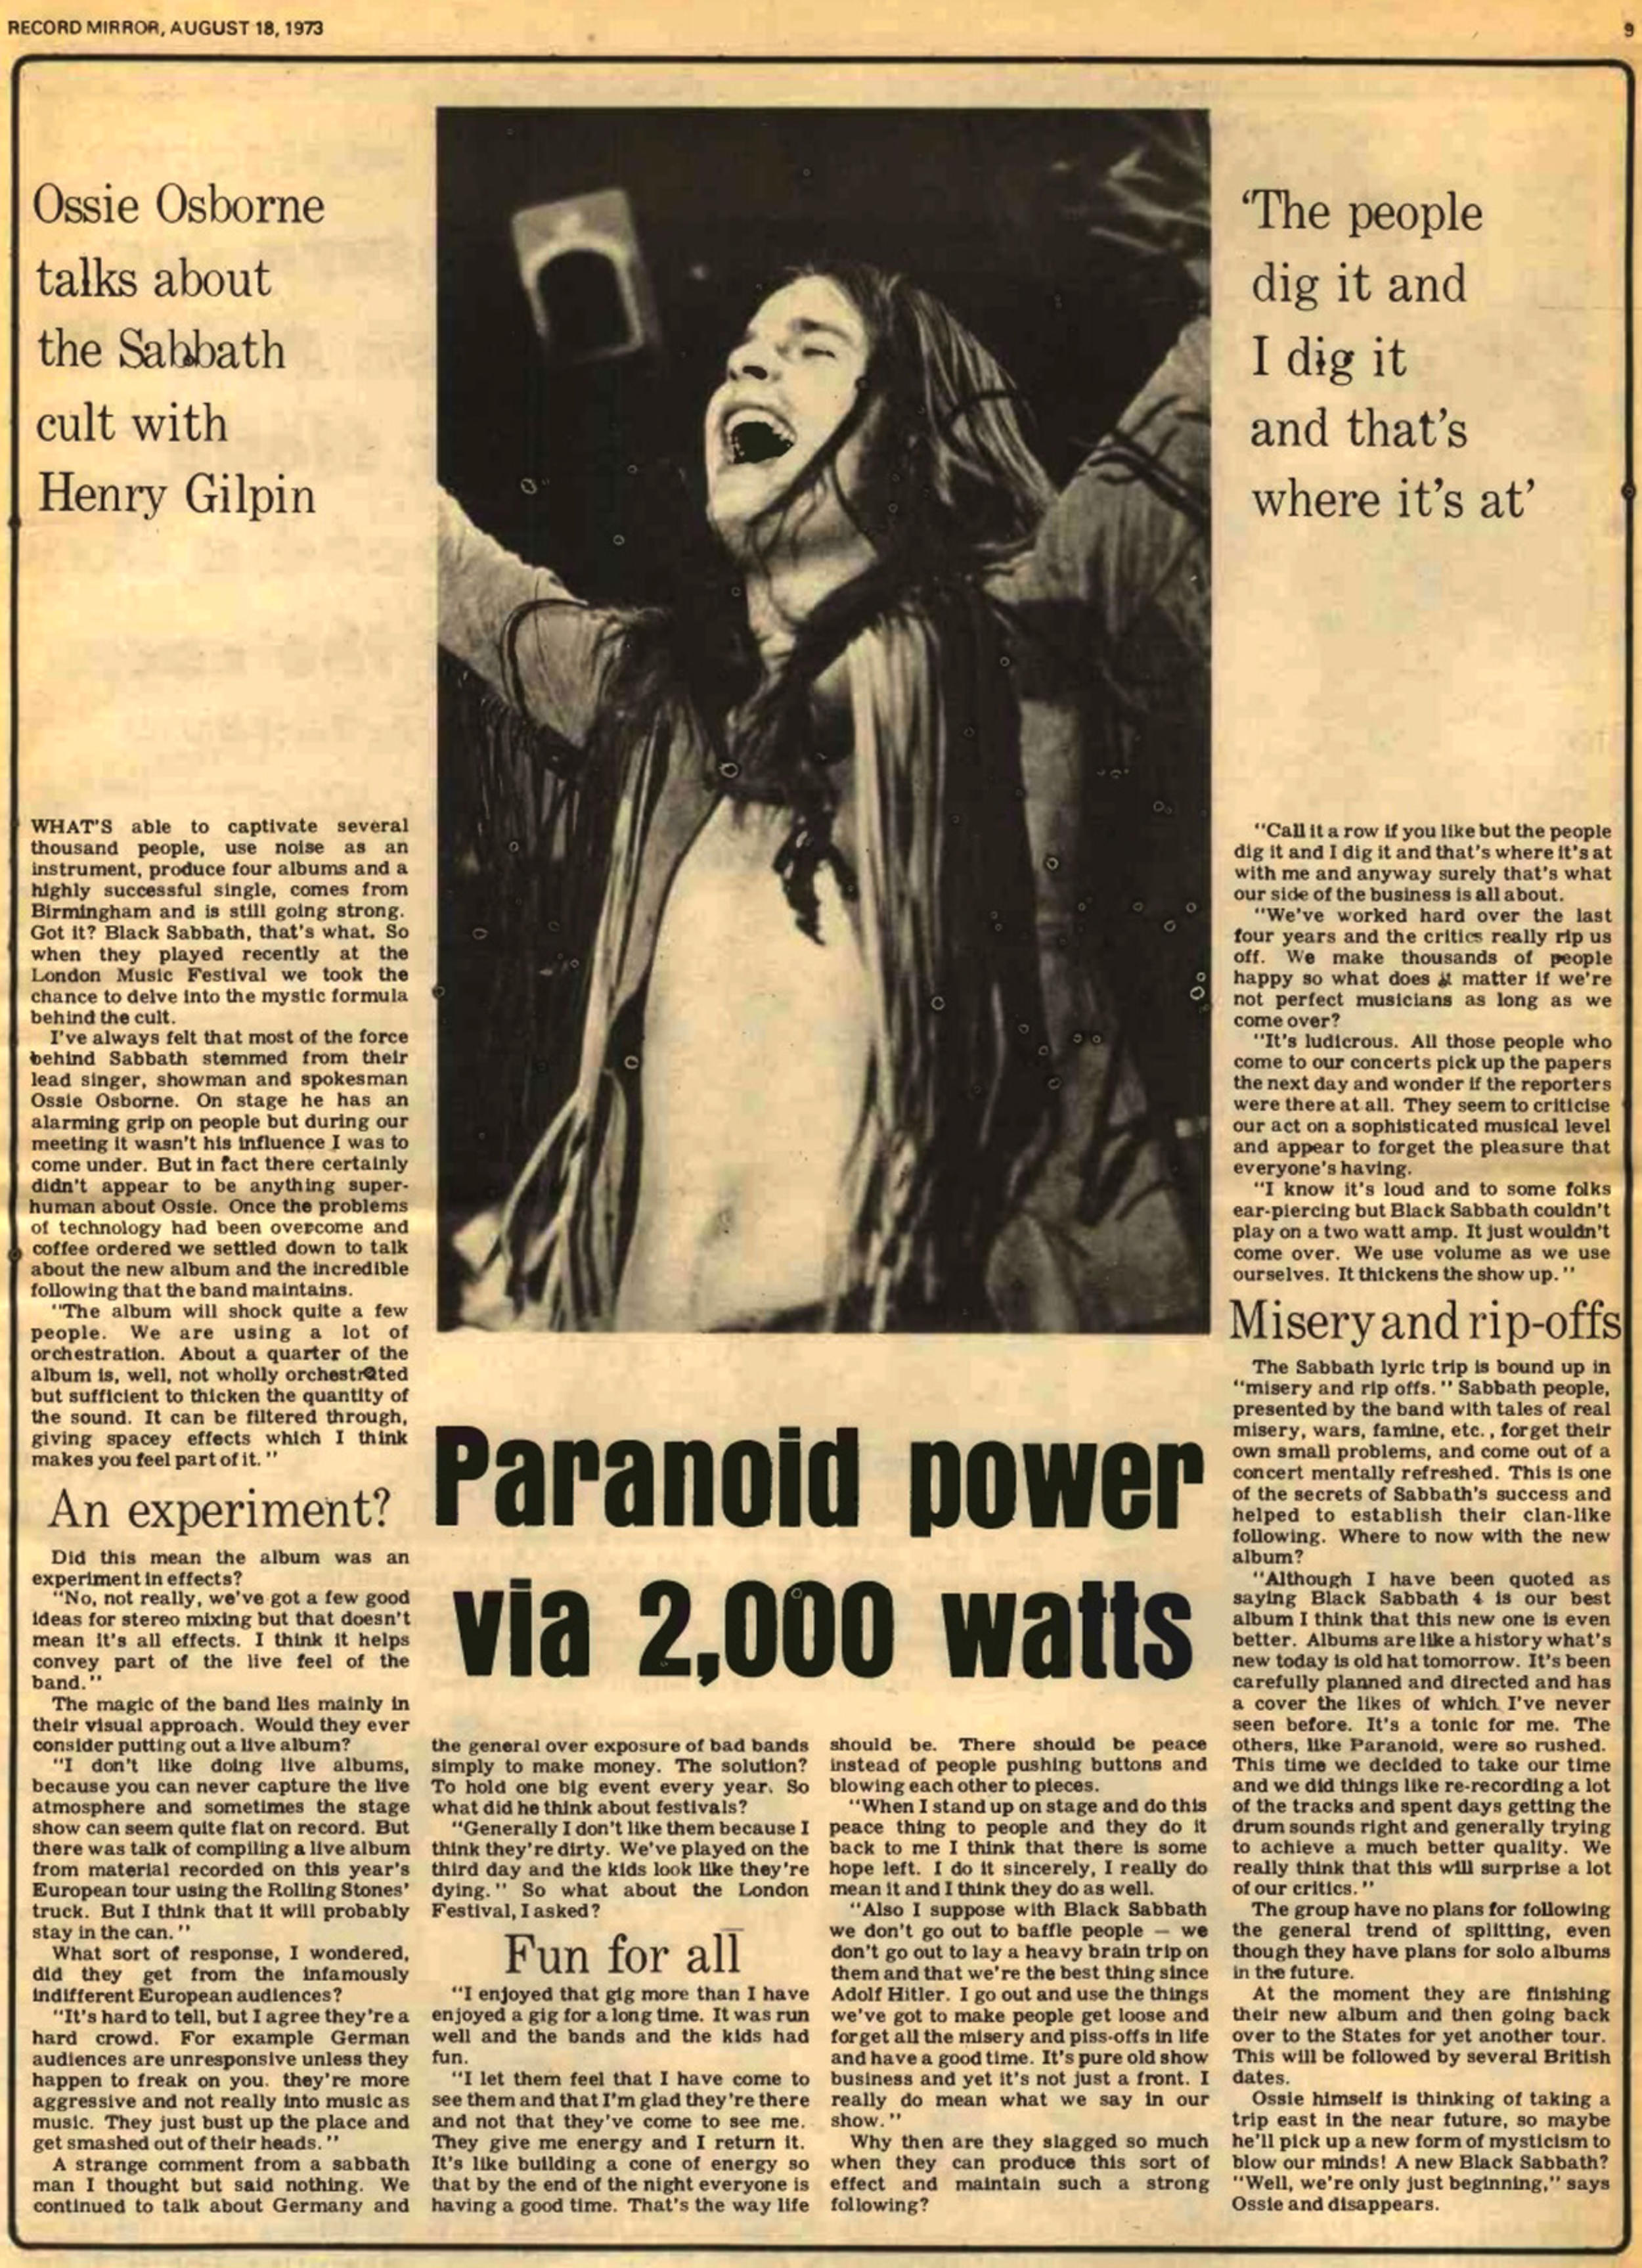 RECORD MIRROR, AUGUST 18, 1973
9
Ossie Osborne
talks about
the Sabbath
cult with
Henry Gilpin
'The people
dig it and
I dig it
and that's
where it's at'
WHAT'S able to captivate several
thousand people, use noise as an
instrument, produce four albums and a
highly successful single, comes from
Birmingham and is still going strong.
Got it? Black Sabbath, that's what. So
when they played recently at the
London Music Festival we took the
chance to delve into the mystic formula
behind the cult.
I've always felt that most of the force
behind Sabbath stemmed from their
lead singer, showman and spokesman
Ossie Osborne. On stage he has an
alarming grip on people but during our
meeting it wasn't his influence I was to
come under. But in fact there certainly
didn't appear to be anything super-
human about Ossie. Once the problems
of technology had been overcome and
coffee ordered we settled down to talk
about the new album and the incredible
following that the band maintains.
"The album will shock quite a few
people. We are using a lot of
orchestration. About a quarter of the
album is, well, not wholly orchestrated
but sufficient to thicken the quantity of
the sound. It can be filtered through,
giving spacey effects which I think
makes you feel part of it."
An experiment?
Did this mean the album was an
experiment in effects?
"No, not really, we've got a few good
ideas for stereo mixing but that doesn't
mean it's all effects. I think it helps
convey part of the live feel of the
band."
The magic of the band lies mainly in
their visual approach. Would they ever
consider putting out a live album?
"I don't like doing live albums,
because you can never capture the live
atmosphere and sometimes the stage
show can seem quite flat on record. But
there was talk of compiling a live album
from material recorded on this year's
European tour using the Rolling Stones'
truck. But I think that it will probably
stay in the can."
What sort of response, I wondered,
did they get from the infamously
indifferent European audiences?
"It's hard to tell, but I agree they're a
hard crowd. For example German
audiences are unresponsive unless they
happen to freak on you. they're more
aggressive and not really into music as
music. They just bust up the place and
get smashed out of their heads."
A strange comment from a sabbath
man I thought but said nothing. We
continued to talk about Germany and
Paranoid power
via 2,000 watts
the general over exposure of bad bands
simply to make money. The solution?
To hold one big event every year. So
what did he think about festivals?
"Generally I don't like them because I
think they're dirty. We've played on the
third day and the kids look like they're
dying." So what about the London
Festival, I asked?
Fun for all
"I enjoyed that gig more than I have
enjoyed a gig for a long time. It was run
well and the bands and the kids had
fun.
"I let them feel that I have come to
see them and that I'm glad they're there
and not that they've come to see me.
They give me energy and I return it.
It's like building a cone of energy so
that by the end of the night everyone is
having a good time. That's the way life
should be. There should be peace
instead of people pushing buttons and
blowing each other to pieces.
"When I stand up on stage and do this
peace thing to people and they do it
back to me I think that there is some
hope left. I do it sincerely, I really do
mean it and I think they do as well.
"Also I suppose with Black Sabbath
we don't go out to baffle people — we
don't go out to lay a heavy brain trip on
them and that we're the best thing since
Adolf Hitler. I go out and use the things
we've got to make people get loose and
forget all the misery and piss-offs in life
and have a good time. It's pure old show
business and yet it's not just a front. I
really do mean what we say in our
show."
Why then are they slagged so much
when they can produce this sort of
effect and maintain such a strong
following?
"Call it a row if you like but the people
dig it and I dig it and that's where it's at
with me and anyway surely that's what
our side of the business is all about.
"We've worked hard over the last
four years and the critics really rip us
off. We make thousands of people
happy so what does it matter if we're
not perfect musicians as long as we
come over?
"It's ludicrous. All those people who
come to our concerts pick up the papers
the next day and wonder if the reporters
were there at all. They seem to criticise
our act on a sophisticated musical level
and appear to forget the pleasure that
everyone's having.
"I know it's loud and to some folks
ear-piercing but Black Sabbath couldn't
play on a two watt amp. It just wouldn't
come over. We use volume as we use
ourselves. It thickens the show up."
Misery and rip-offs
The Sabbath lyric trip is bound up in
"misery and rip offs." Sabbath people,
presented by the band with tales of real
misery, wars, famine, etc., forget their
own small problems, and come out of a
concert mentally refreshed. This is one
of the secrets of Sabbath's success and
helped to establish their clan-like
following. Where to now with the new
album?
"Although I have been quoted as
saying Black Sabbath 4 is our best
album I think that this new one is even
better. Albums are like a history what's
new today is old hat tomorrow. It's been
carefully planned and directed and has
a cover the likes of which I've never
seen before. It's a tonic for me. The
others, like Paranoid, were so rushed.
This time we decided to take our time
and we did things like re-recording a lot
of the tracks and spent days getting the
drum sounds right and generally trying
to achieve a much better quality. We
really think that this will surprise a lot
of our critics."
The group have no plans for following
the general trend of splitting, even
though they have plans for solo albums
in the future.
At the moment they are finishing
their new album and then going back
over to the States for yet another tour.
This will be followed by several British
dates.
Ossie himself is thinking of taking a
trip east in the near future, so maybe
he'll pick up a new form of mysticism to
blow our minds! A new Black Sabbath?
"Well, we're only just beginning," says
Ossie and disappears.